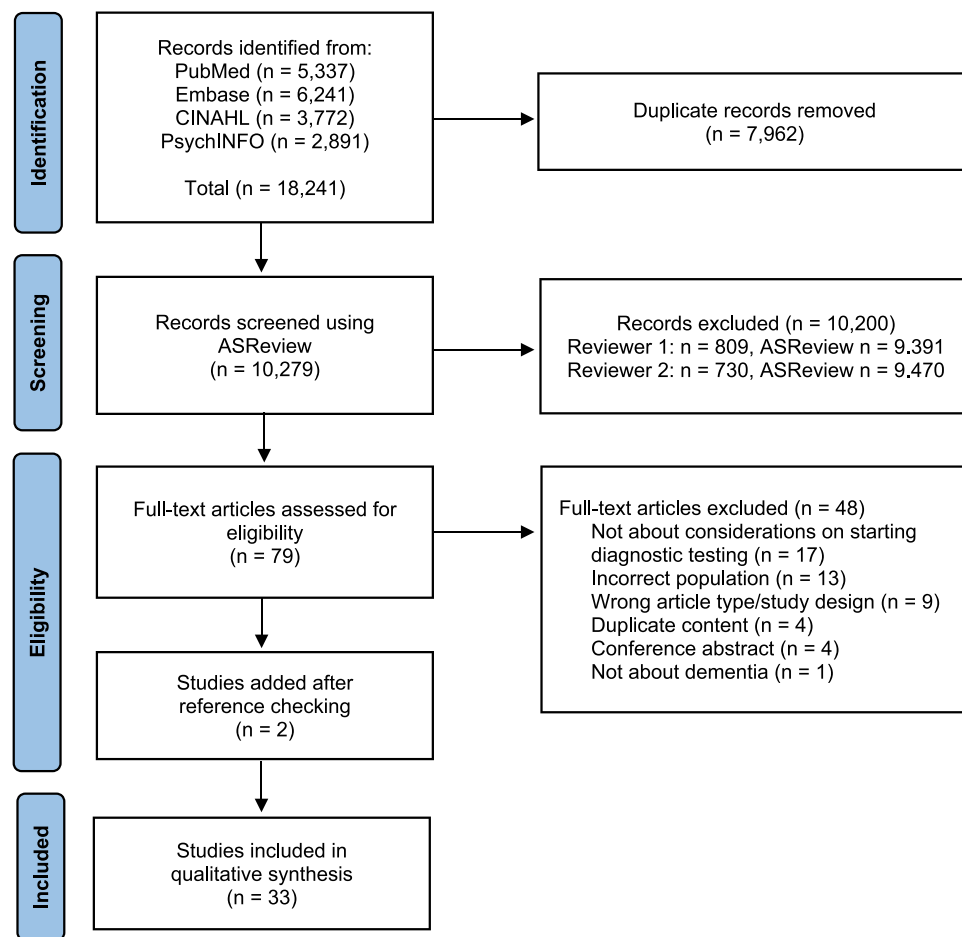 Identification
Records identified from:
PubMed (n = 5,337)
Embase (n = 6,241)
CINAHL (n = 3,772)
PsychINFO (n = 2,891)
Total (n = 18,241)
Duplicate records removed
(n = 7,962)
Screening
Records screened using
ASReview
(n = 10,279)
Records excluded (n = 10,200)
Reviewer 1: n = 809, ASReview n = 9.391
Reviewer 2: n = 730, ASReview n = 9.470
Eligibility
Full-text articles assessed for
eligibility
(n = 79)
Full-text articles excluded (n = 48)
Not about considerations on starting
diagnostic testing (n = 17)
Incorrect population (n = 13)
Wrong article type/study design (n = 9)
Duplicate content (n = 4)
Conference abstract (n = 4)
Not about dementia (n = 1)
Studies added after
reference checking
(n = 2)
Included
Studies included in
qualitative synthesis
(n = 33)